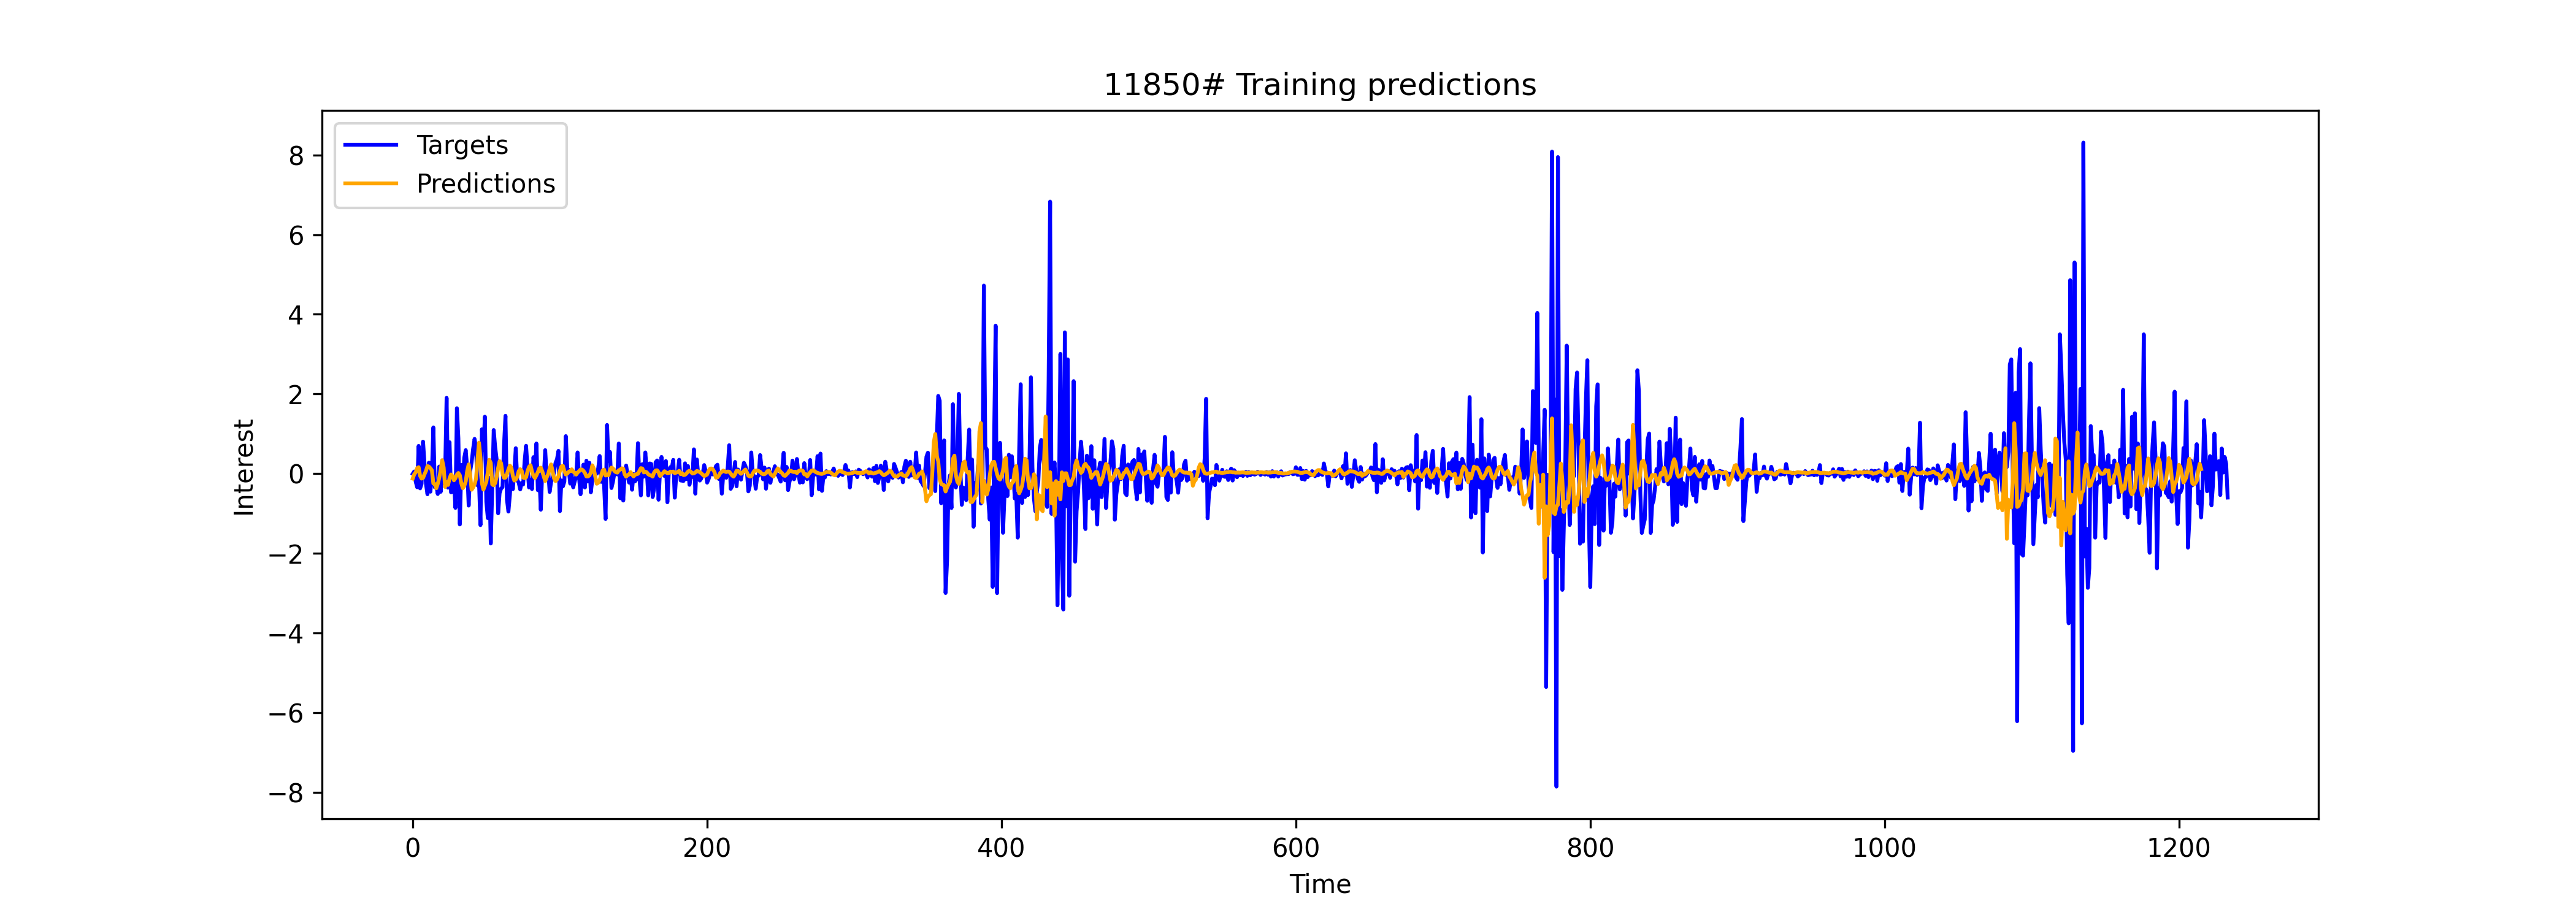 11850# Training predictions
Targets
Predictions
8
6
4
2
0
−2
−4
−6
−8
Interest
0 200 400 600 800 1000 1200
Time